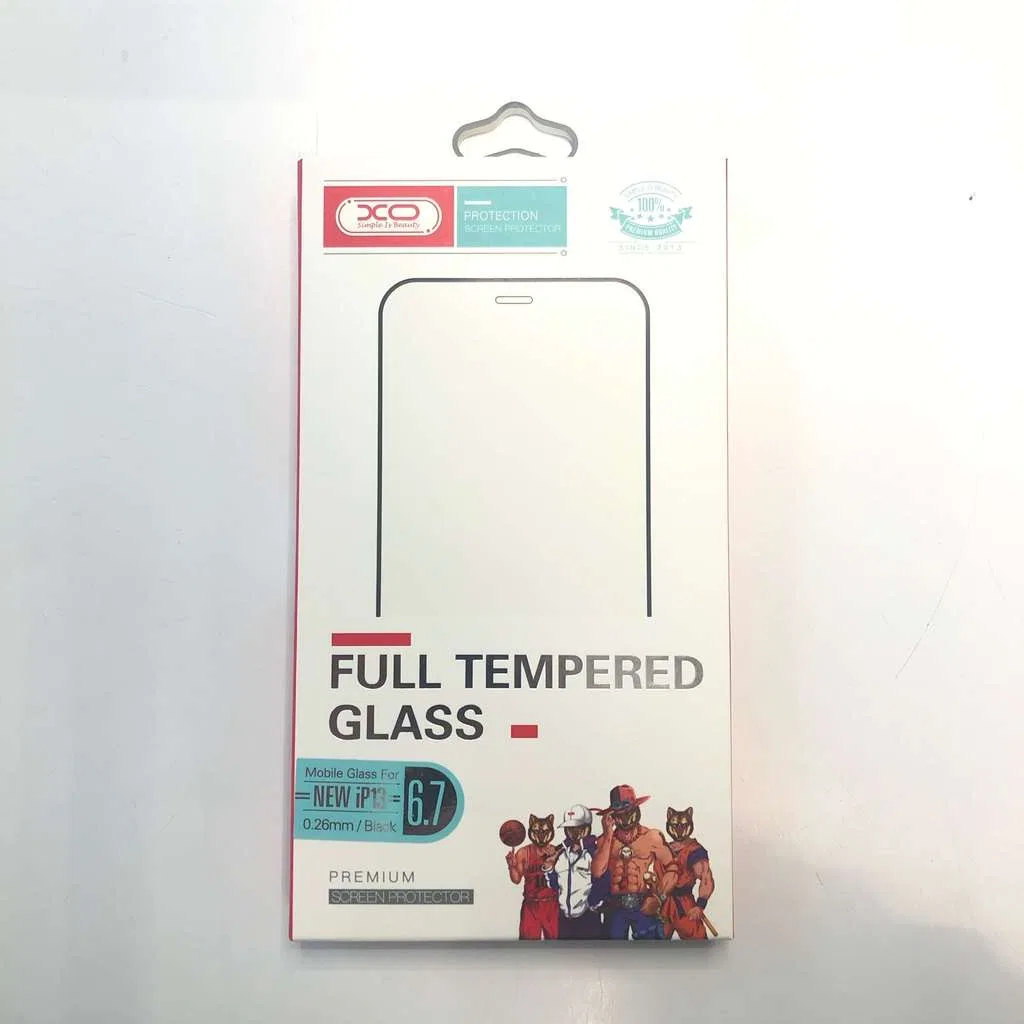 XO
Simple Is Beauty
PROTECTION
SCREEN PROTECTOR
100%
PREMIUM QUALITY
SINCE 2013
FULL TEMPERED
GLASS
Mobile Glass For
NEW iP13
6.7
0.26mm / Black
PREMIUM
SCREEN PROTECTOR